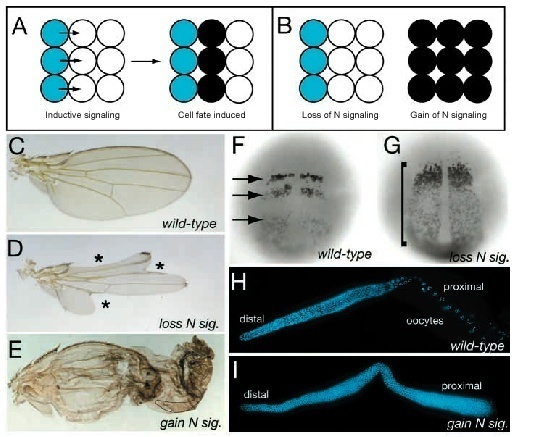 A
Inductive signaling
Cell fate induced
B
Loss of N signaling
Gain of N signaling
C
wild-type
D
*
*
*
loss N sig.
E
gain N sig.
F
wild-type
G
loss N sig.
H
distal
proximal
oocytes
wild-type
I
distal
proximal
gain N sig.